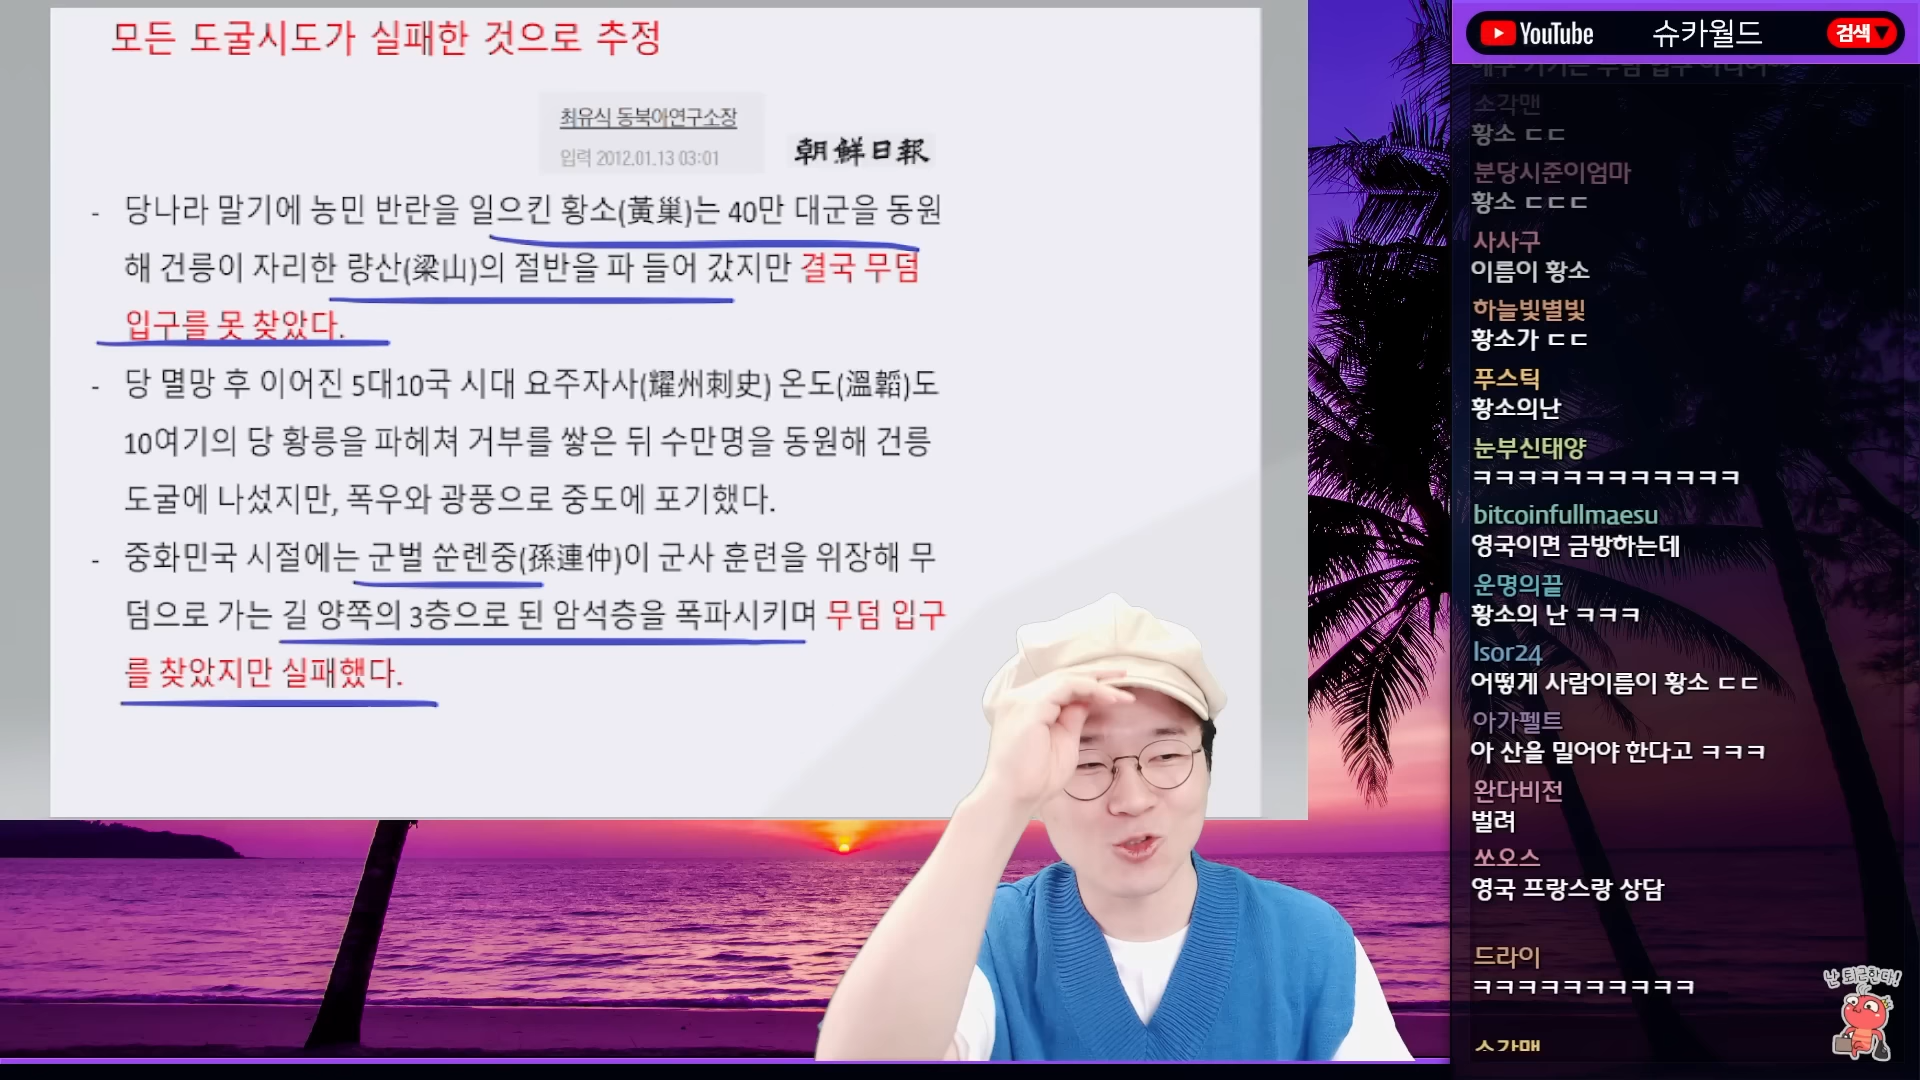 모든 도굴시도가 실패한 것으로 추정
최유식 동북아연구소장
입력 2012.01.13 03:01
朝鮮日報
- 당나라 말기에 농민 반란을 일으킨 황소(黃巢)는 40만 대군을 동원
해 건릉이 자리한 량산(梁山)의 절반을 파 들어 갔지만 결국 무덤
입구를 못 찾았다.
- 당 멸망 후 이어진 5대10국 시대 요주자사(耀州刺史) 온도(溫韜)도
10여기의 당 황릉을 파헤쳐 거부를 쌓은 뒤 수만명을 동원해 건릉
도굴에 나섰지만, 폭우와 광풍으로 중도에 포기했다.
- 중화민국 시절에는 군벌 쑨롄중(孫連仲)이 군사 훈련을 위장해 무
덤으로 가는 길 양쪽의 3층으로 된 암석층을 폭파시키며 무덤 입구
를 찾았지만 실패했다.
YouTube 슈카월드 검색▼
소각맨
황소 ㄷㄷ
분당시준이엄마
황소 ㄷㄷㄷ
사사구
이름이 황소
하늘빛별빛
황소가 ㄷㄷ
푸스틱
황소의난
눈부신태양
ㅋㅋㅋㅋㅋㅋㅋㅋㅋㅋㅋㅋ
bitcoinfullmaesu
영국이면 금방하는데
운명의끝
황소의 난 ㅋㅋㅋ
lsor24
어떻게 사람이름이 황소 ㄷㄷ
아가펠트
아 산을 밀어야 한다고 ㅋㅋㅋ
완다비전
벌려
쏘오스
영국 프랑스랑 상담
드라이
ㅋㅋㅋㅋㅋㅋㅋㅋㅋㅋ
소각맨
난 퇴근한다!